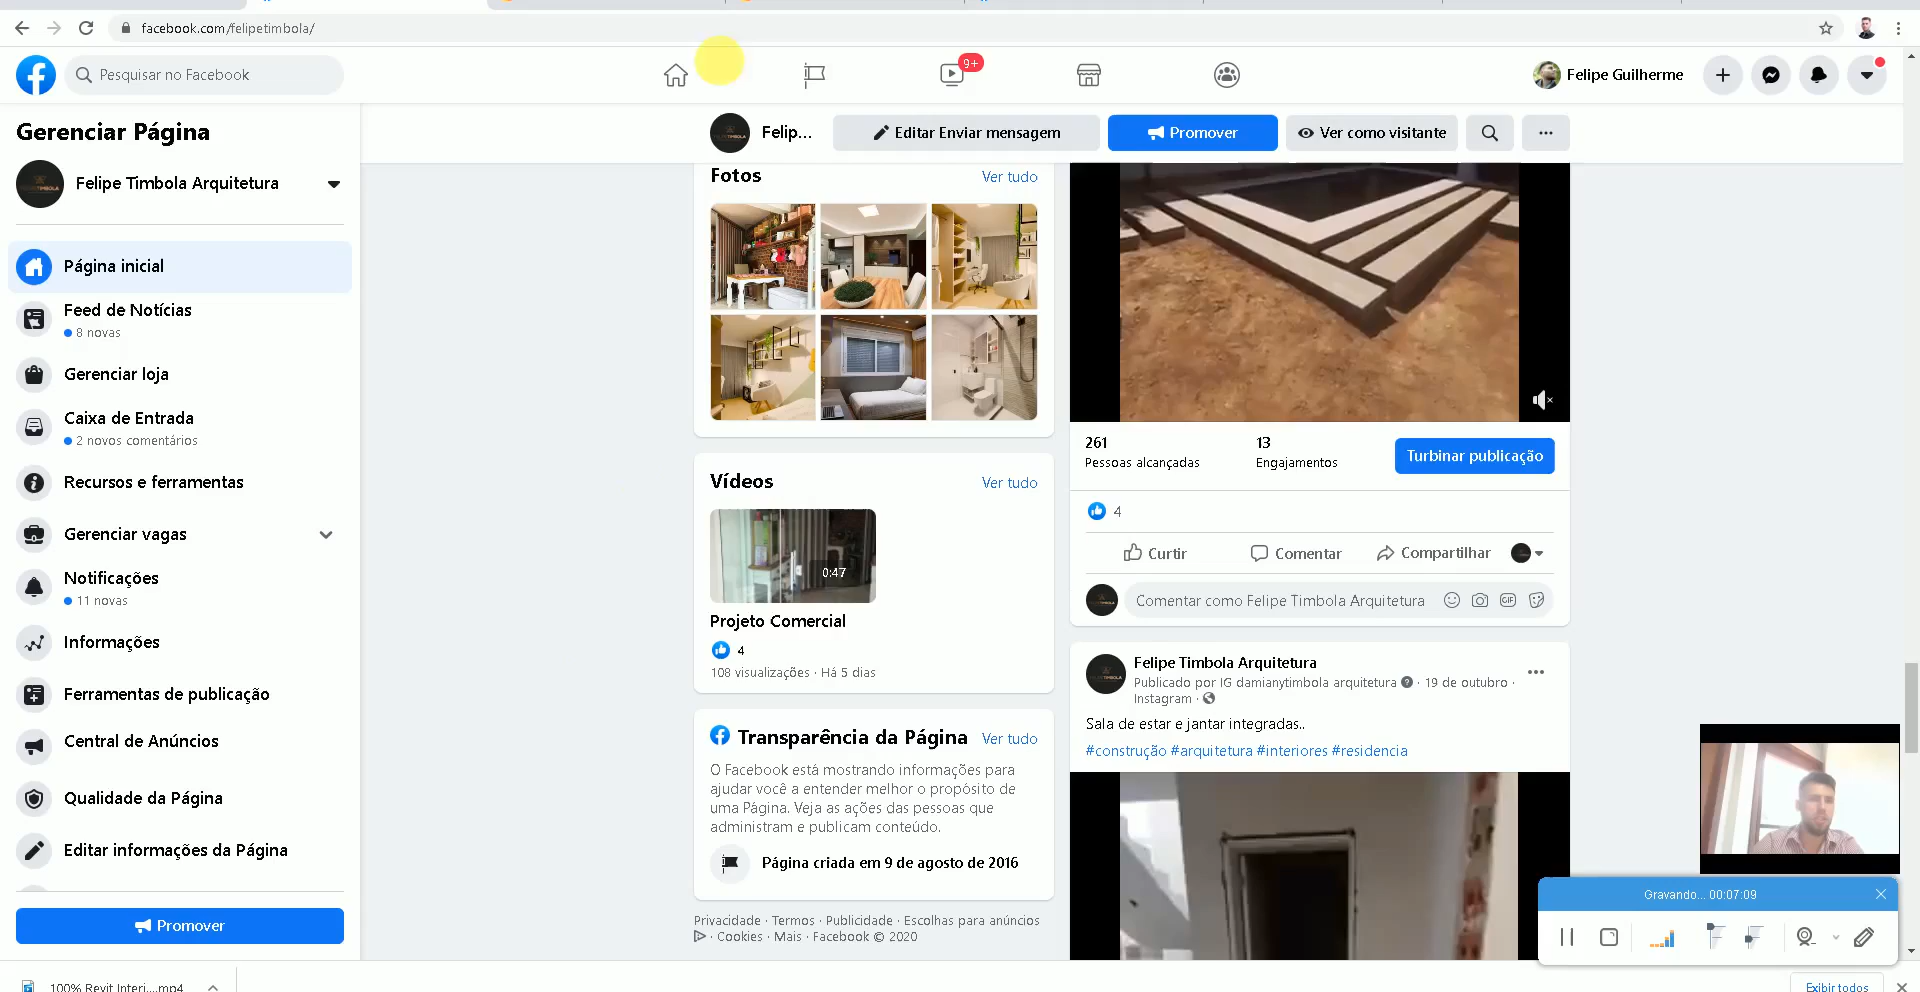 facebook.com/felipetimbola/
Pesquisar no Facebook
9+
Felipe Guilherme
Gerenciar Página
Felipe Timbola Arquitetura
Página inicial
Feed de Notícias
8 novas
Gerenciar loja
Caixa de Entrada
2 novos comentários
Recursos e ferramentas
Gerenciar vagas
Notificações
11 novas
Informações
Ferramentas de publicação
Central de Anúncios
Qualidade da Página
Editar informações da Página
Promover
Felip...
Editar Enviar mensagem
Promover
Ver como visitante
Fotos
Ver tudo
Vídeos
Ver tudo
0:47
Projeto Comercial
4
108 visualizações · Há 5 dias
Transparência da Página
Ver tudo
O Facebook está mostrando informações para
ajudar você a entender melhor o propósito de
uma Página. Veja as ações das pessoas que
administram e publicam conteúdo.
Página criada em 9 de agosto de 2016
Privacidade · Termos · Publicidade · Escolhas para anúncios
· Cookies · Mais · Facebook © 2020
261
Pessoas alcançadas
13
Engajamentos
Turbinar publicação
4
Curtir
Comentar
Compartilhar
Comentar como Felipe Timbola Arquitetura
GIF
Felipe Timbola Arquitetura
Publicado por IG damianytimbola arquitetura · 19 de outubro ·
Instagram ·
Sala de estar e jantar integradas..
#construção #arquitetura #interiores #residencia
Gravando... 00:07:09
100% Revit Interi....mp4
Exibir todos